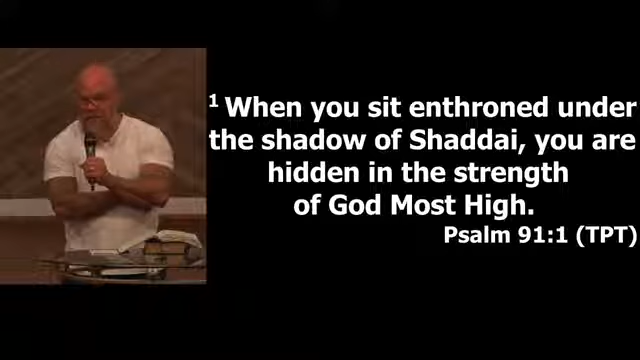 1 When you sit enthroned under
the shadow of Shaddai, you are
hidden in the strength
of God Most High.
Psalm 91:1 (TPT)